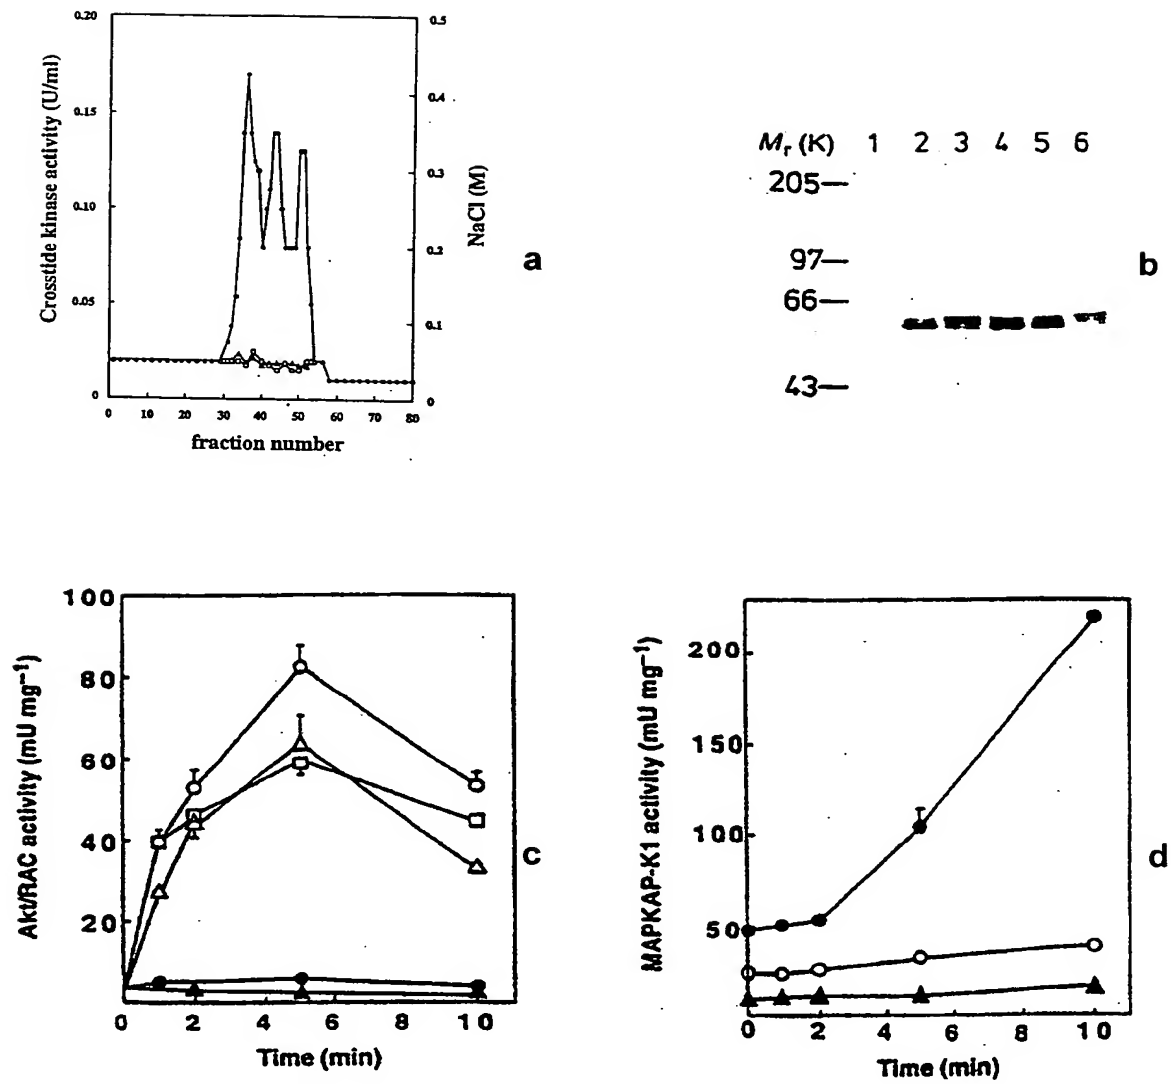 0.20
0.15
0.10
0.05
0
Crosstide kinase activity (U/ml)
0.5
0.4
0.3
0.2
0.1
0
NaCl (M)
0 10 20 30 40 50 60 70 80
fraction number
a
Mr (K) 1 2 3 4 5 6
205—
97—
66—
43—
b
100
80
60
40
20
Akt/RAC activity (mU mg⁻¹)
0 2 4 6 8 10
Time (min)
c
200
150
100
50
MAPKAP-K1 activity (mU mg⁻¹)
0 2 4 6 8 10
Time (min)
d